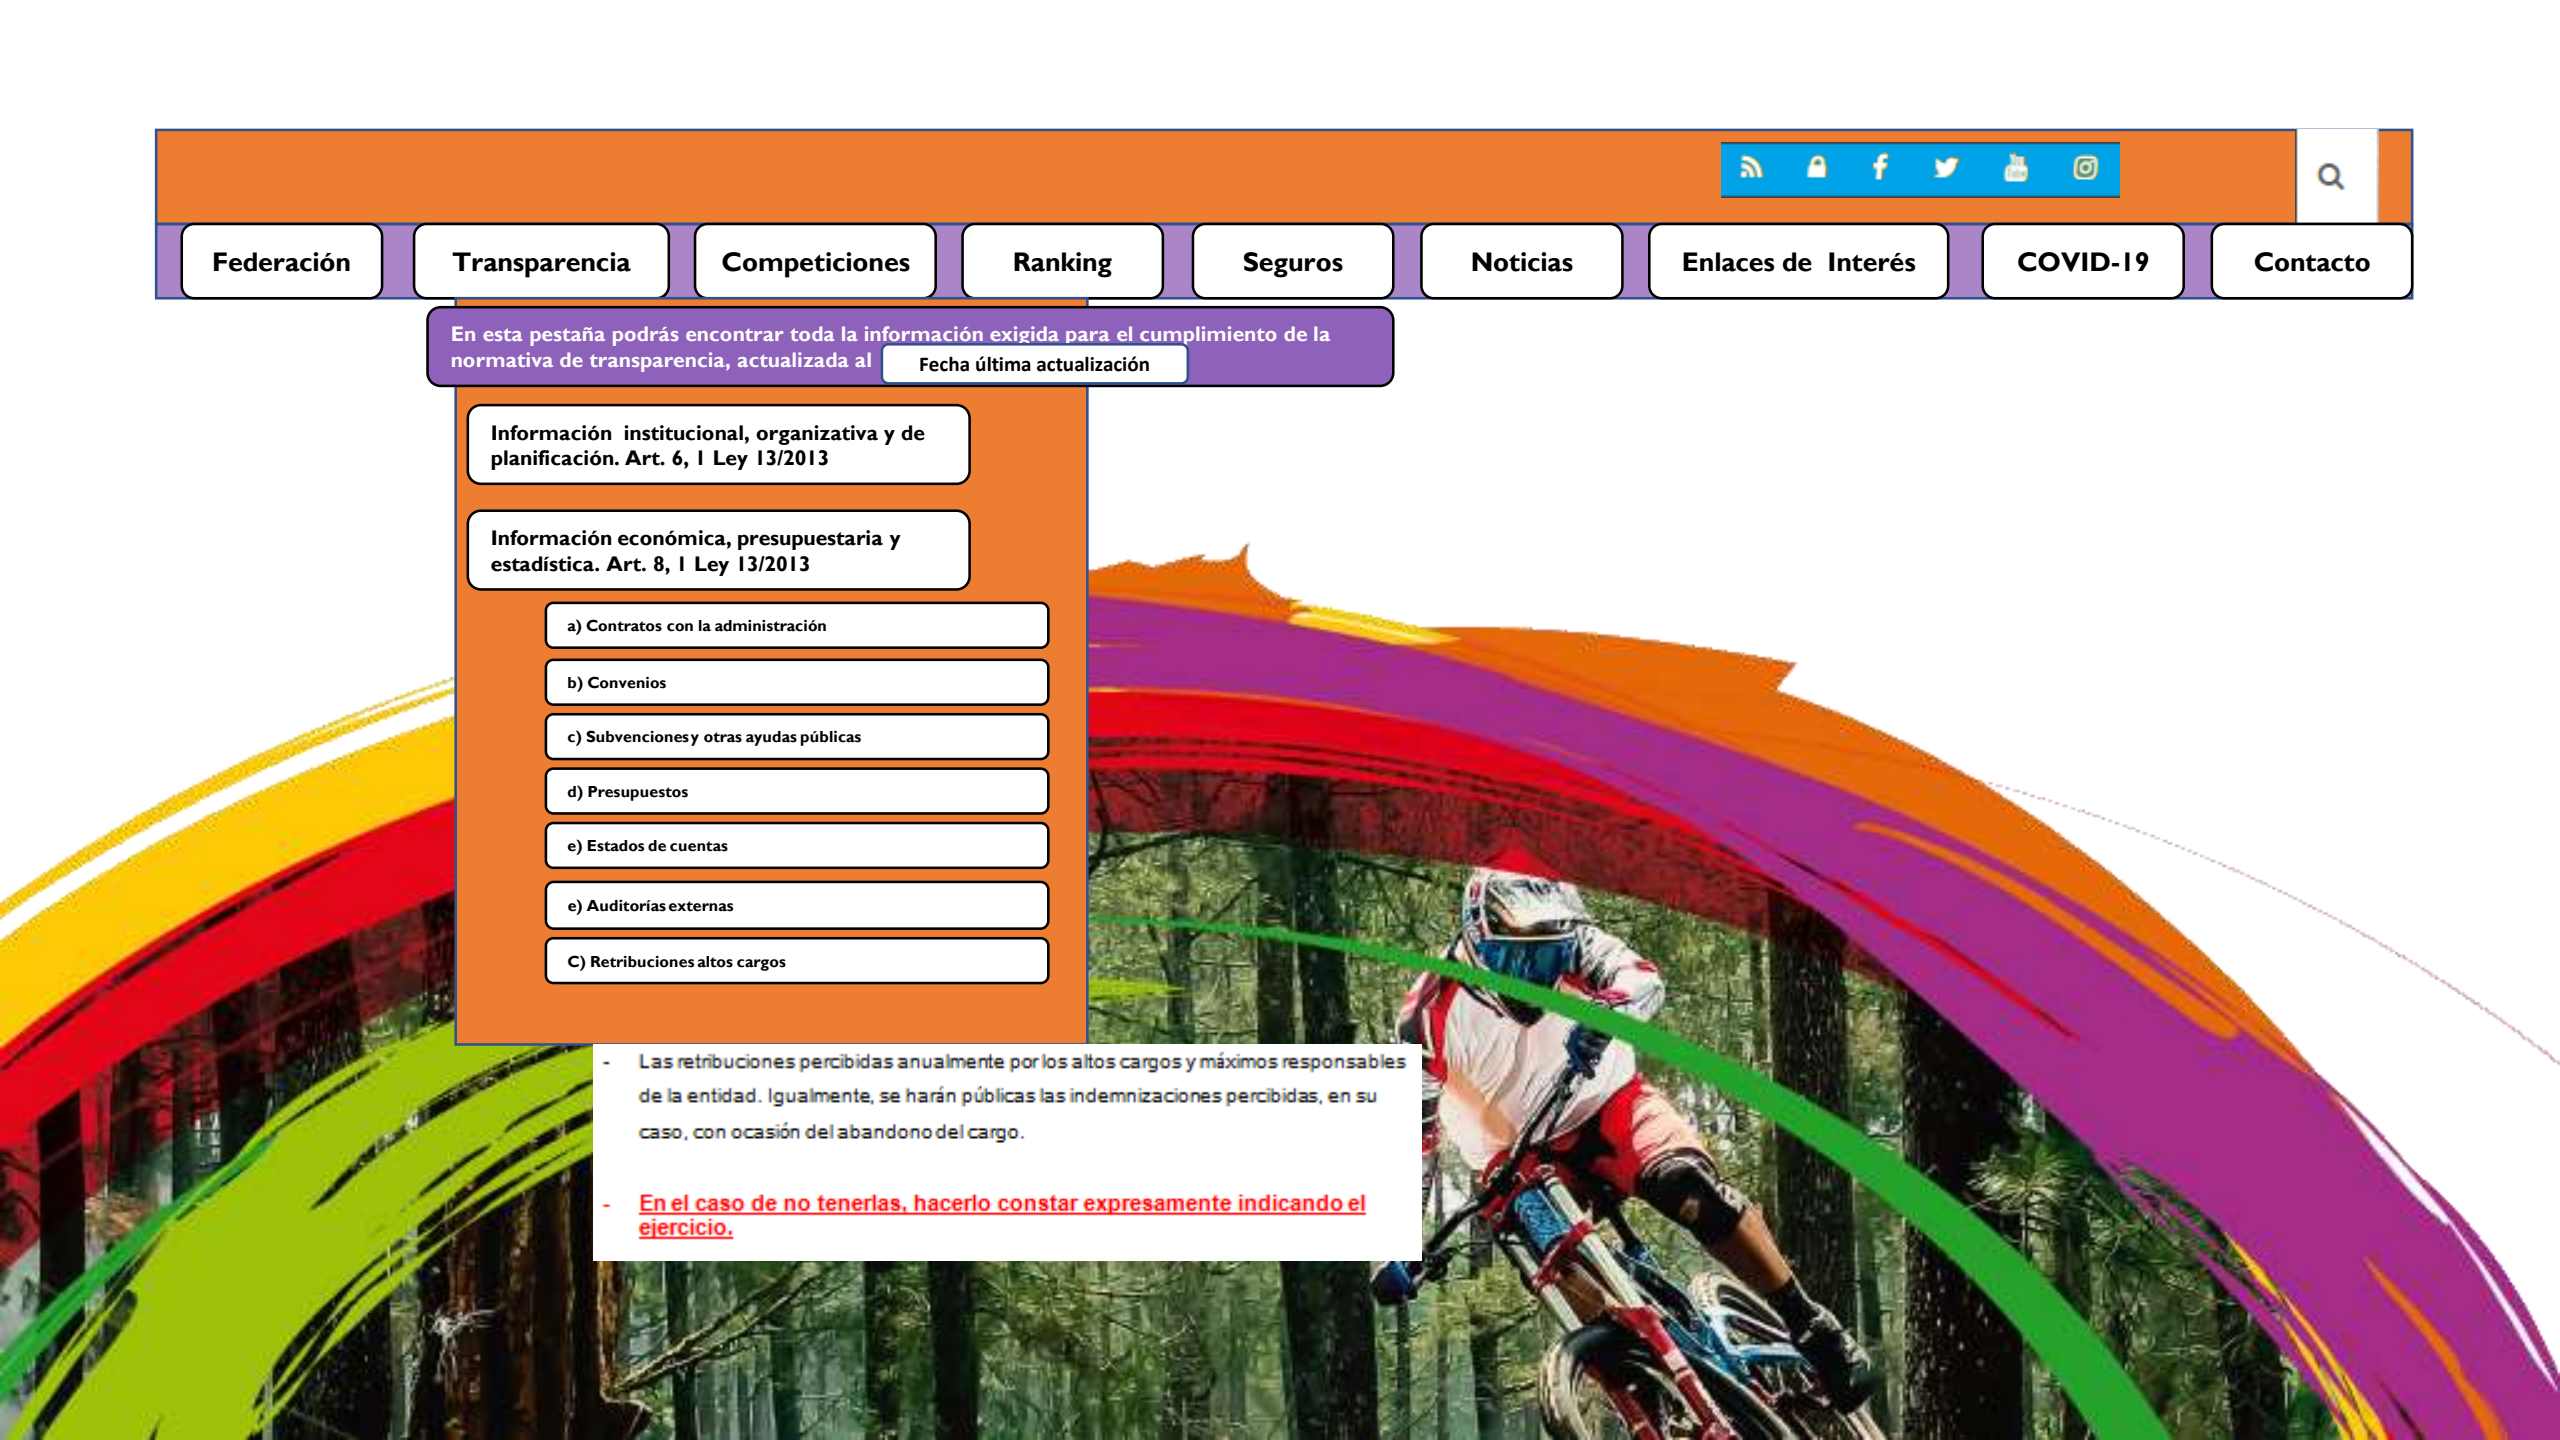 Federación
Transparencia
Competiciones
Ranking
Seguros
Noticias
Enlaces de Interés
COVID-19
Contacto
En esta pestaña podrás encontrar toda la información exigida para el cumplimiento de la
normativa de transparencia, actualizada al
Fecha última actualización
Información institucional, organizativa y de
planificación. Art. 6, 1 Ley 13/2013
Información económica, presupuestaria y
estadística. Art. 8, 1 Ley 13/2013
a) Contratos con la administración
b) Convenios
c) Subvenciones y otras ayudas públicas
d) Presupuestos
e) Estados de cuentas
e) Auditorías externas
C) Retribuciones altos cargos
- Las retribuciones percibidas anualmente por los altos cargos y máximos responsables
de la entidad. Igualmente, se harán públicas las indemnizaciones percibidas, en su
caso, con ocasión del abandono del cargo.
- En el caso de no tenerlas, hacerlo constar expresamente indicando el
ejercicio.